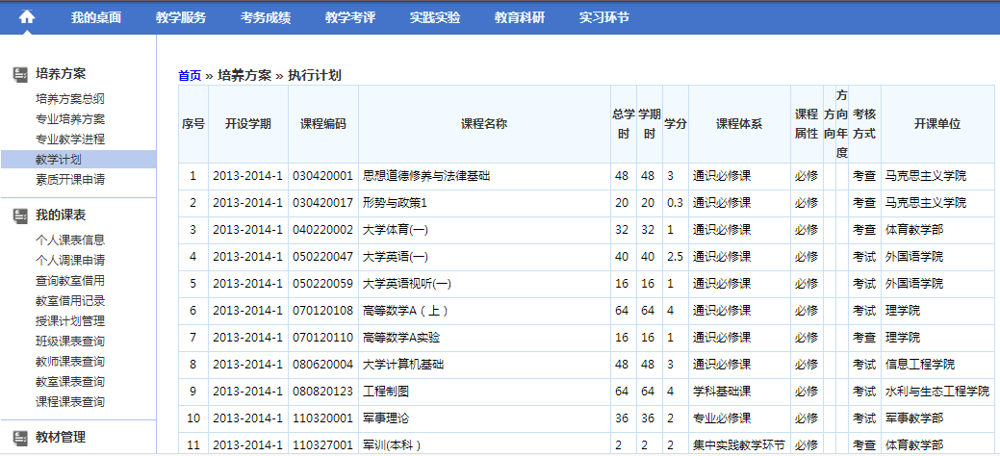 我的桌面 教学服务 考务成绩 教学考评 实践实验 教育科研 实习环节
培养方案
培养方案总纲
专业培养方案
专业教学进程
教学计划
素质开课申请
我的课表
个人课表信息
个人调课申请
查询教室借用
教室借用记录
授课计划管理
班级课表查询
教师课表查询
教室课表查询
课程课表查询
教材管理
首页 » 培养方案 » 执行计划
序号 开设学期 课程编码 课程名称 总学时 学期时 学分 课程体系 课程属性 方向 方向年度 考核方式 开课单位
1 2013-2014-1 030420001 思想道德修养与法律基础 48 48 3 通识必修课 必修 考查 马克思主义学院
2 2013-2014-1 030420017 形势与政策1 20 20 0.3 通识必修课 必修 考查 马克思主义学院
3 2013-2014-1 040220002 大学体育(一) 32 32 1 通识必修课 必修 考查 体育教学部
4 2013-2014-1 050220047 大学英语(一) 40 40 2.5 通识必修课 必修 考试 外国语学院
5 2013-2014-1 050220059 大学英语视听(一) 16 16 1 通识必修课 必修 考试 外国语学院
6 2013-2014-1 070120108 高等数学A（上） 64 64 4 通识必修课 必修 考试 理学院
7 2013-2014-1 070120110 高等数学A实验 16 16 1 通识必修课 必修 考查 理学院
8 2013-2014-1 080620004 大学计算机基础 48 48 3 通识必修课 必修 考试 信息工程学院
9 2013-2014-1 080820123 工程制图 64 64 4 学科基础课 必修 考试 水利与生态工程学院
10 2013-2014-1 110320001 军事理论 36 36 2 专业必修课 必修 考查 军事教学部
11 2013-2014-1 110327001 军训(本科） 2 2 2 集中实践教学环节 必修 考查 体育教学部